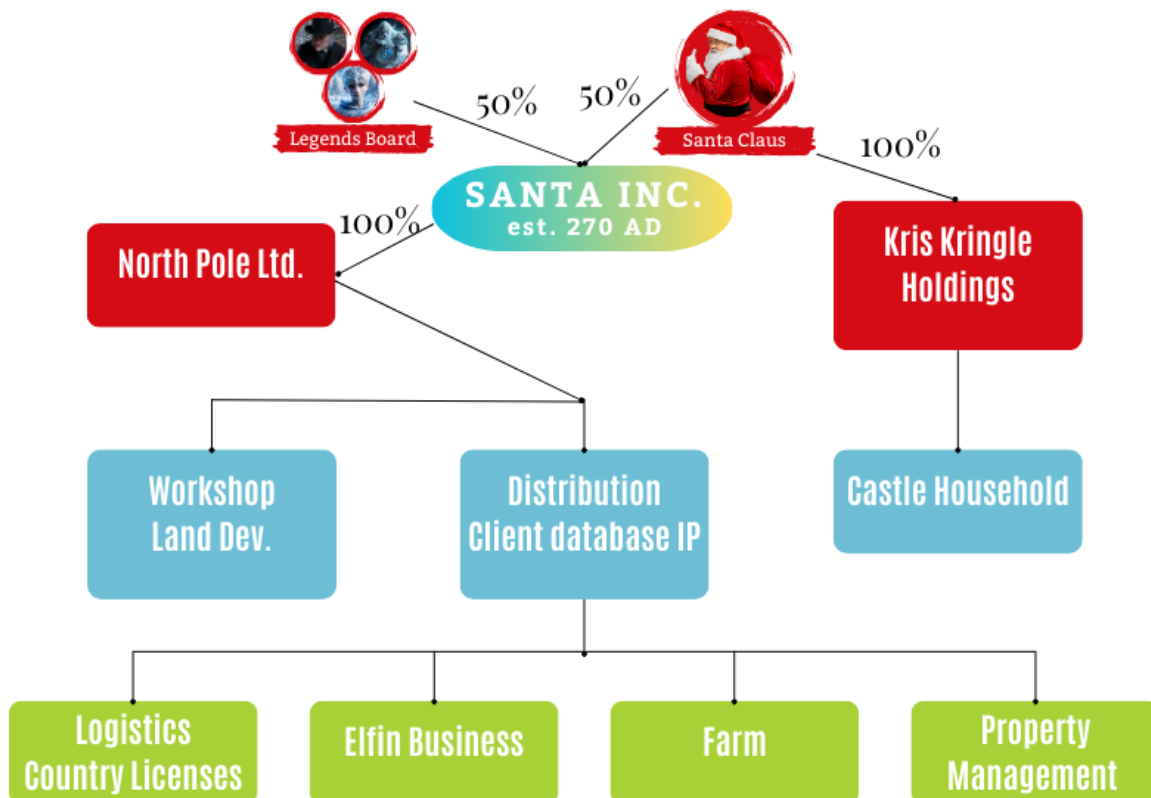 50%
50%
Legends Board
Santa Claus
100%
SANTA INC.
est. 270 AD
100%
North Pole Ltd.
Kris Kringle
Holdings
Workshop
Land Dev.
Distribution
Client database IP
Castle Household
Logistics
Country Licenses
Elfin Business
Farm
Property
Management